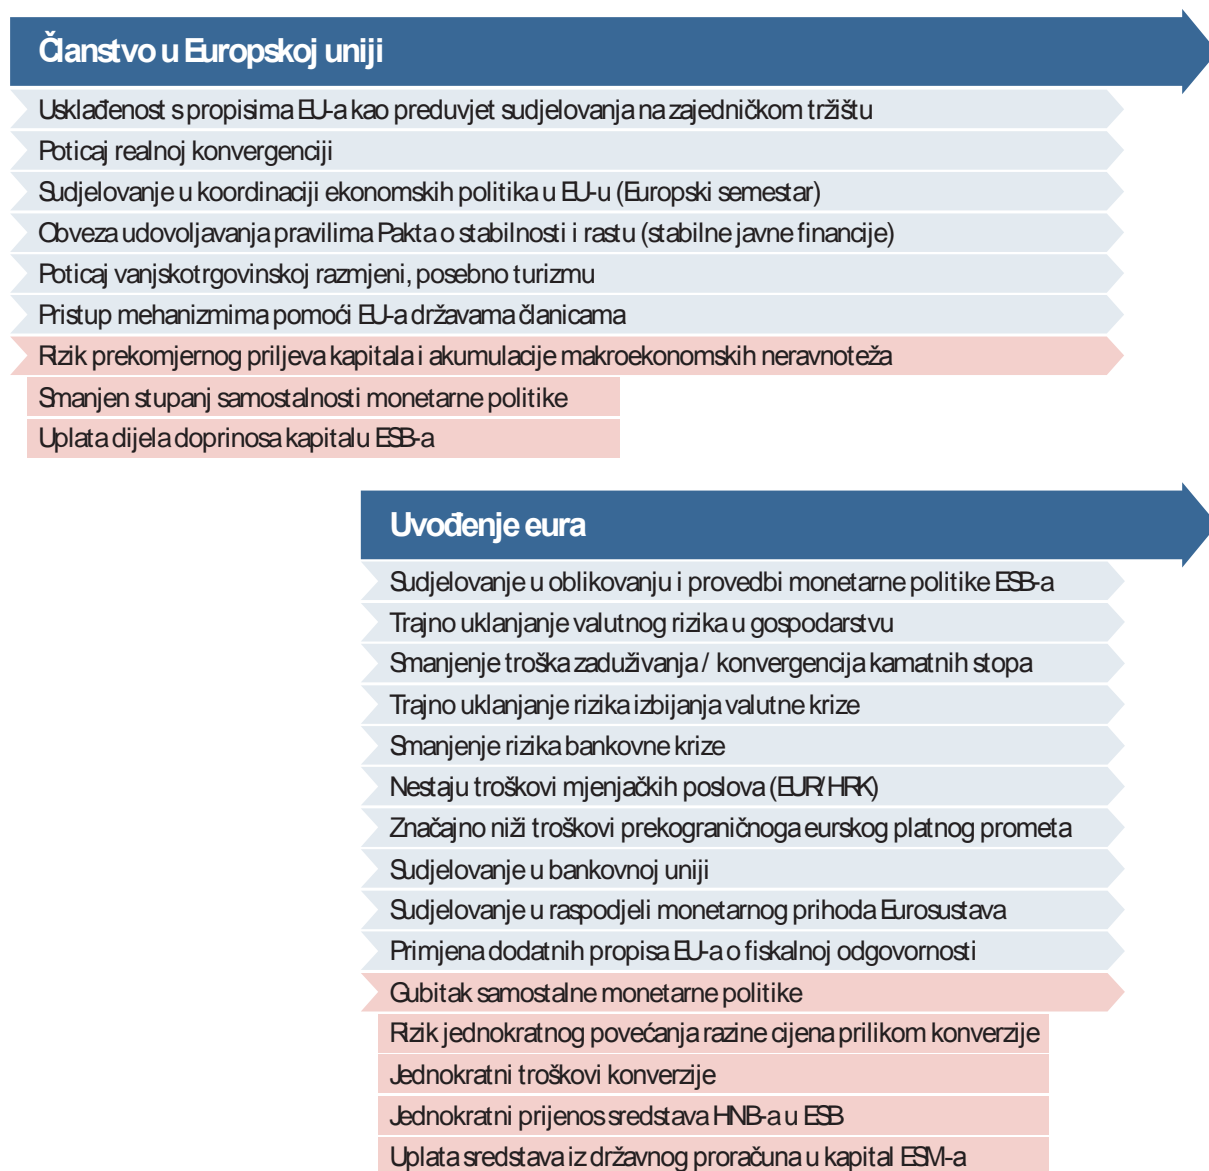 Članstvo u Europskoj uniji
Usklađenost s propisima EU-a kao preduvjet sudjelovanja na zajedničkom tržištu
Poticaj realnoj konvergenciji
Sudjelovanje u koordinaciji ekonomskih politika u EU-u (Europski semestar)
Obveza udovoljavanja pravilima Pakta o stabilnosti i rastu (stabilne javne financije)
Poticaj vanjskotrgovinskoj razmjeni, posebno turizmu
Pristup mehanizmima pomoći EU-a državama članicama
Rizik prekomjernog priljeva kapitala i akumulacije makroekonomskih neravnoteža
Smanjen stupanj samostalnosti monetarne politike
Uplata dijela doprinosa kapitalu ESB-a
Uvođenje eura
Sudjelovanje u oblikovanju i provedbi monetarne politike ESB-a
Trajno uklanjanje valutnog rizika u gospodarstvu
Smanjenje troška zaduživanja / konvergencija kamatnih stopa
Trajno uklanjanje rizika izbijanja valutne krize
Smanjenje rizika bankovne krize
Nestaju troškovi mjenjačkih poslova (EUR/HRK)
Značajno niži troškovi prekograničnoga eurskog platnog prometa
Sudjelovanje u bankovnoj uniji
Sudjelovanje u raspodjeli monetarnog prihoda Eurosustava
Primjena dodatnih propisa EU-a o fiskalnoj odgovornosti
Gubitak samostalne monetarne politike
Rizik jednokratnog povećanja razine cijena prilikom konverzije
Jednokratni troškovi konverzije
Jednokratni prijenos sredstava HNB-a u ESB
Uplata sredstava iz državnog proračuna u kapital ESM-a